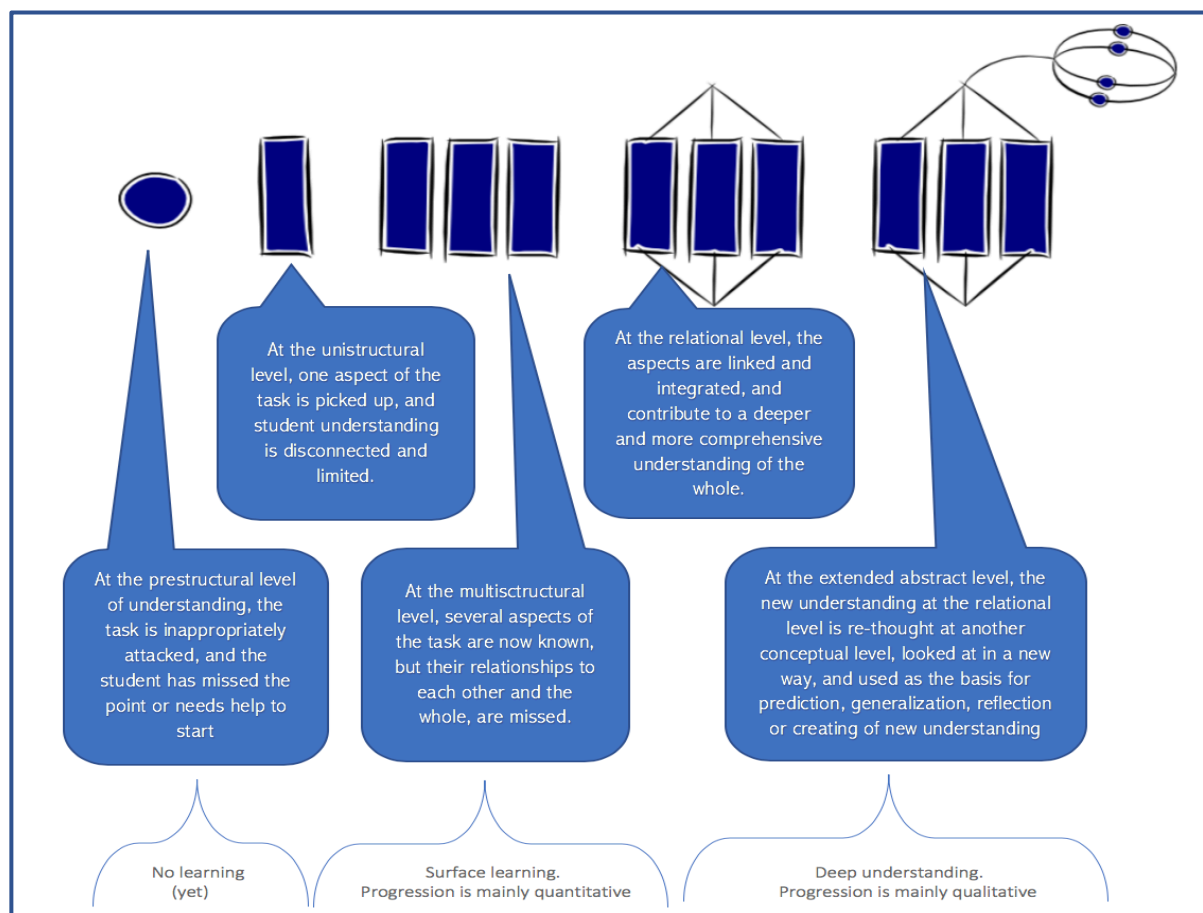 At the unistructural
level, one aspect of the
task is picked up, and
student understanding
is disconnected and
limited.
At the relational level, the
aspects are linked and
integrated, and
contribute to a deeper
and more comprehensive
understanding of the
whole.
At the prestructural level
of understanding, the
task is inappropriately
attacked, and the
student has missed the
point or needs help to
start
At the multisctructural
level, several aspects of
the task are now known,
but their relationships to
each other and the
whole, are missed.
At the extended abstract level, the
new understanding at the relational
level is re-thought at another
conceptual level, looked at in a new
way, and used as the basis for
prediction, generalization, reflection
or creating of new understanding
No learning
(yet)
Surface learning.
Progression is mainly quantitative
Deep understanding.
Progression is mainly qualitative